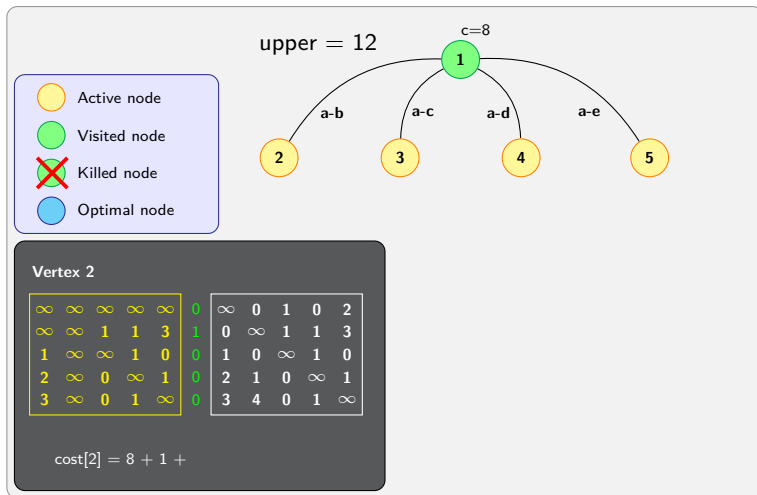 c=8
upper = 12
1
a-b
a-c
a-d
a-e
2
3
4
5
Active node
Visited node
Killed node
Optimal node
Vertex 2
∞ ∞ ∞ ∞ ∞ 0 ∞ 0 1 0 2
∞ ∞ 1 1 3 1 0 ∞ 1 1 3
1 ∞ ∞ 1 0 0 1 0 ∞ 1 0
2 ∞ 0 ∞ 1 0 2 1 0 ∞ 1
3 ∞ 0 1 ∞ 0 3 4 0 1 ∞
cost[2] = 8 + 1 +